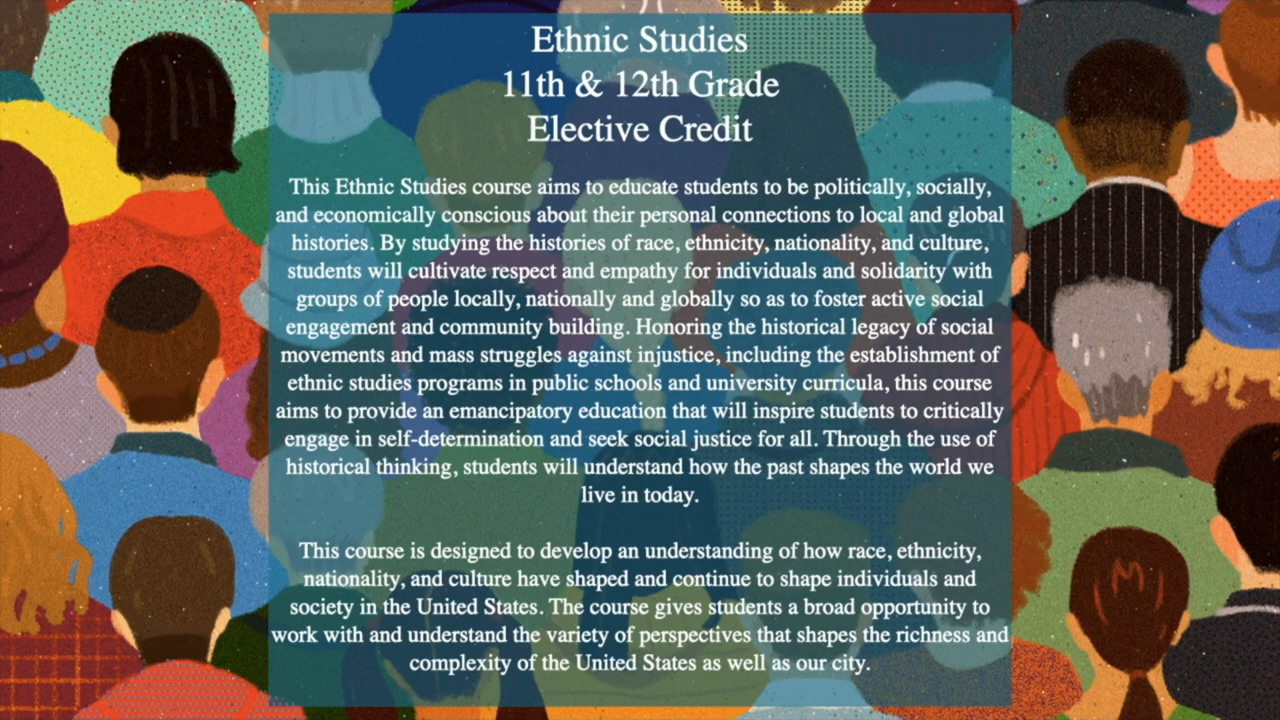 Ethnic Studies
11th & 12th Grade
Elective Credit
This Ethnic Studies course aims to educate students to be politically, socially,
and economically conscious about their personal connections to local and global
histories. By studying the histories of race, ethnicity, nationality, and culture,
students will cultivate respect and empathy for individuals and solidarity with
groups of people locally, nationally and globally so as to foster active social
engagement and community building. Honoring the historical legacy of social
movements and mass struggles against injustice, including the establishment of
ethnic studies programs in public schools and university curricula, this course
aims to provide an emancipatory education that will inspire students to critically
engage in self-determination and seek social justice for all. Through the use of
historical thinking, students will understand how the past shapes the world we
live in today.
This course is designed to develop an understanding of how race, ethnicity,
nationality, and culture have shaped and continue to shape individuals and
society in the United States. The course gives students a broad opportunity to
work with and understand the variety of perspectives that shapes the richness and
complexity of the United States as well as our city.